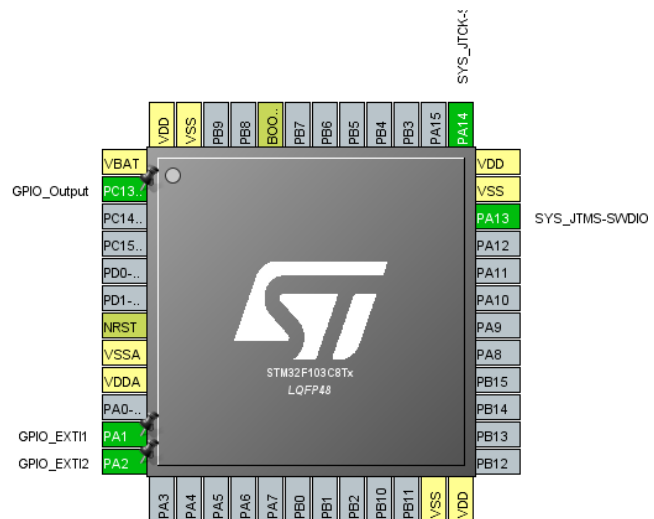 SYS_JTCK-S
VDD
VSS
PB9
PB8
BOO..
PB7
PB6
PB5
PB4
PB3
PA15
PA14
VBAT
GPIO_Output PC13..
PC14..
PC15..
PD0-..
PD1-..
NRST
VSSA
VDDA
PA0-..
GPIO_EXTI1 PA1
GPIO_EXTI2 PA2
ST
STM32F103C8Tx
LQFP48
VDD
VSS
PA13 SYS_JTMS-SWDIO
PA12
PA11
PA10
PA9
PA8
PB15
PB14
PB13
PB12
PA3
PA4
PA5
PA6
PA7
PB0
PB1
PB2
PB10
PB11
VSS
VDD